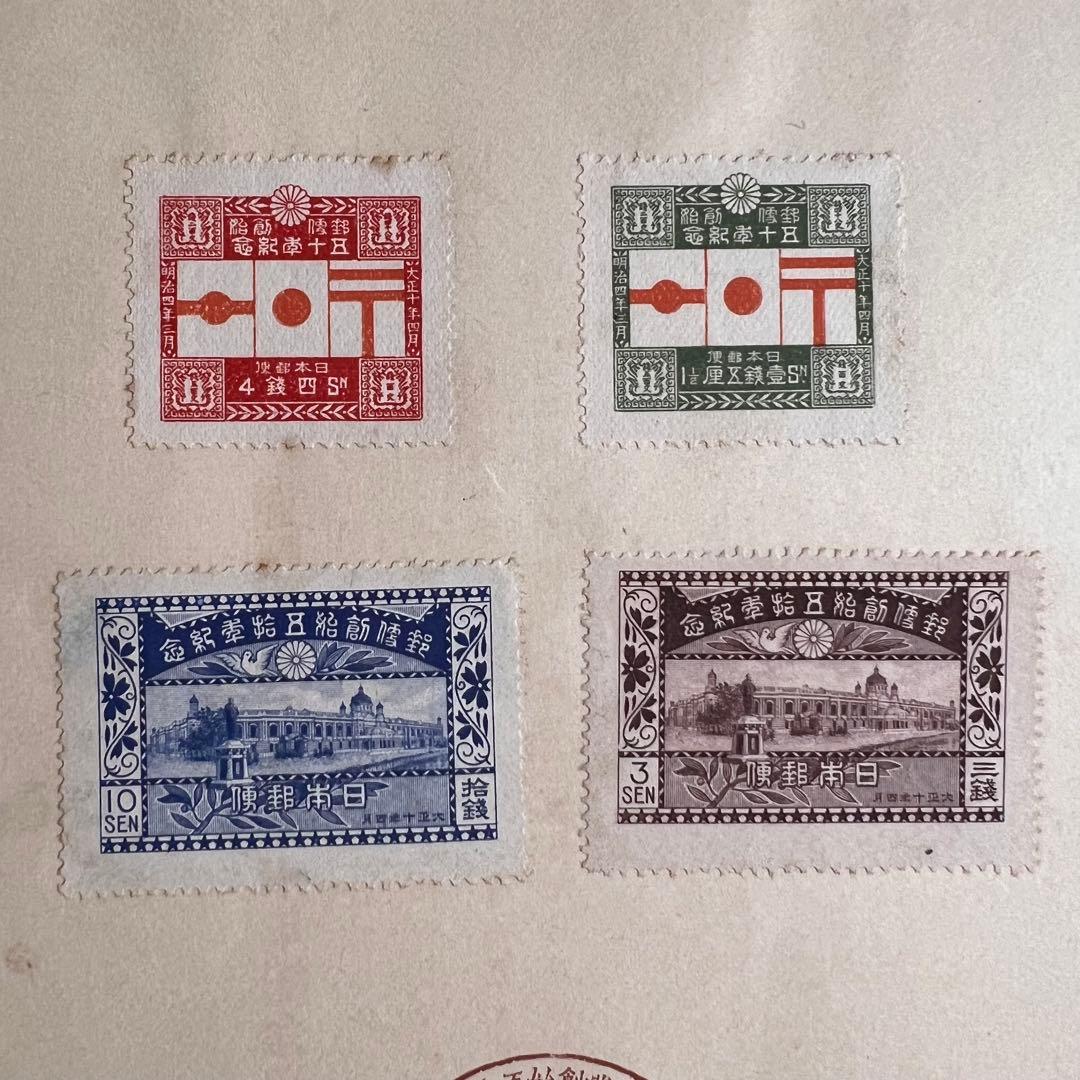 郵便創始
五十年紀念
大正十年四月
明治四年三月
日本郵便
SN 四錢 4
郵便創始
五十年紀念
大正十年四月
明治四年三月
日本郵便
SN 壹錢五厘 1½
郵便創始五拾年紀念
日本郵便
大正十年四月
10
SEN
拾錢
郵便創始五拾年紀念
日本郵便
大正十年四月
3
SEN
三錢
創始五